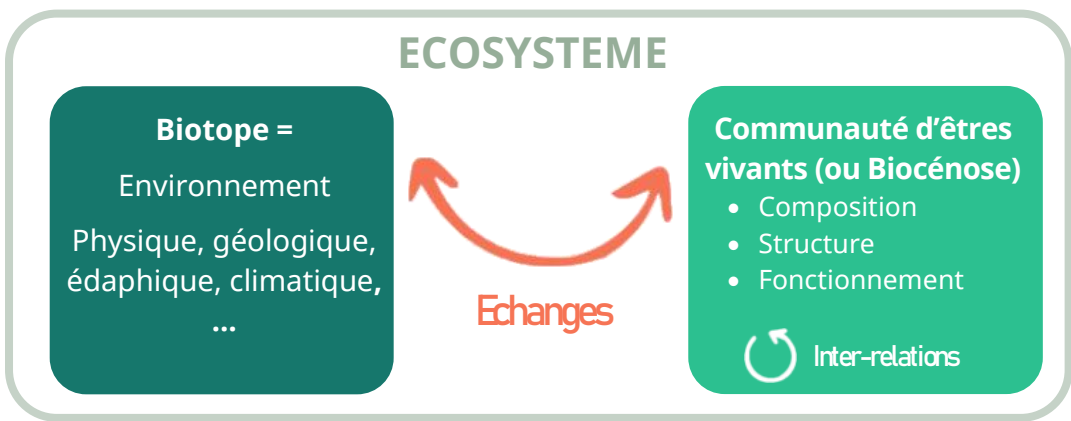 ECOSYSTEME
Biotope =
Environnement
Physique, géologique,
édaphique, climatique,
...
Echanges
Communauté d'êtres
vivants (ou Biocénose)
• Composition
• Structure
• Fonctionnement
Inter-relations